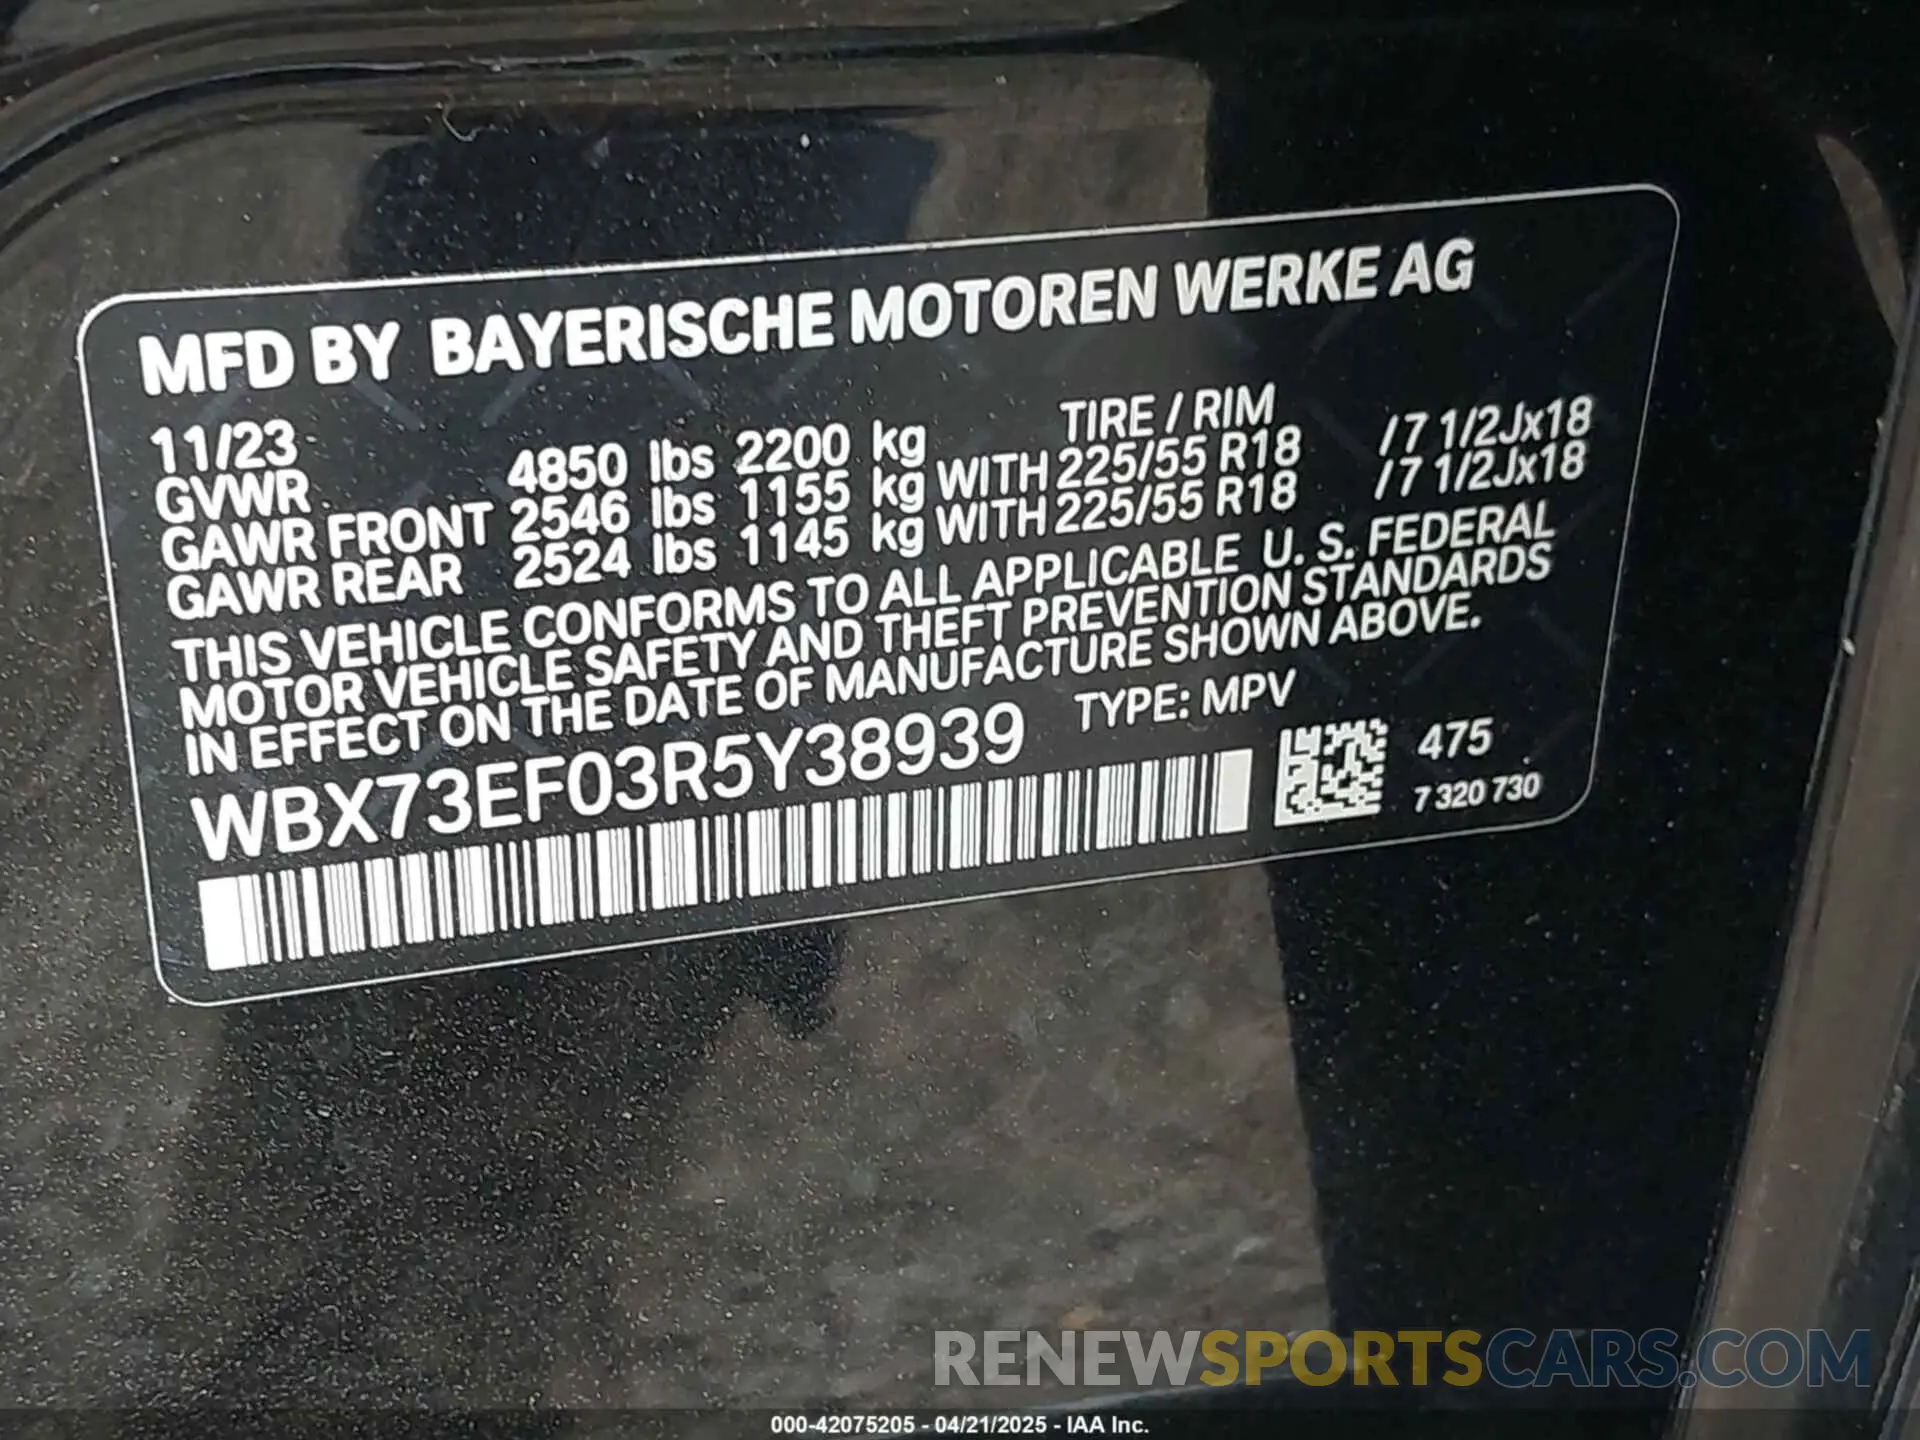 MFD BY BAYERISCHE MOTOREN WERKE AG
11/23 TIRE / RIM
GVWR 4850 lbs 2200 kg
GAWR FRONT 2546 lbs 1155 kg WITH 225/55 R18 /7 1/2Jx18
GAWR REAR 2524 lbs 1145 kg WITH 225/55 R18 /7 1/2Jx18
THIS VEHICLE CONFORMS TO ALL APPLICABLE U. S. FEDERAL
MOTOR VEHICLE SAFETY AND THEFT PREVENTION STANDARDS
IN EFFECT ON THE DATE OF MANUFACTURE SHOWN ABOVE.
WBX73EF03R5Y38939 TYPE: MPV
475
7 320 730
RENEWSPORTSCARS.COM
000-42075205 - 04/21/2025 - IAA Inc.